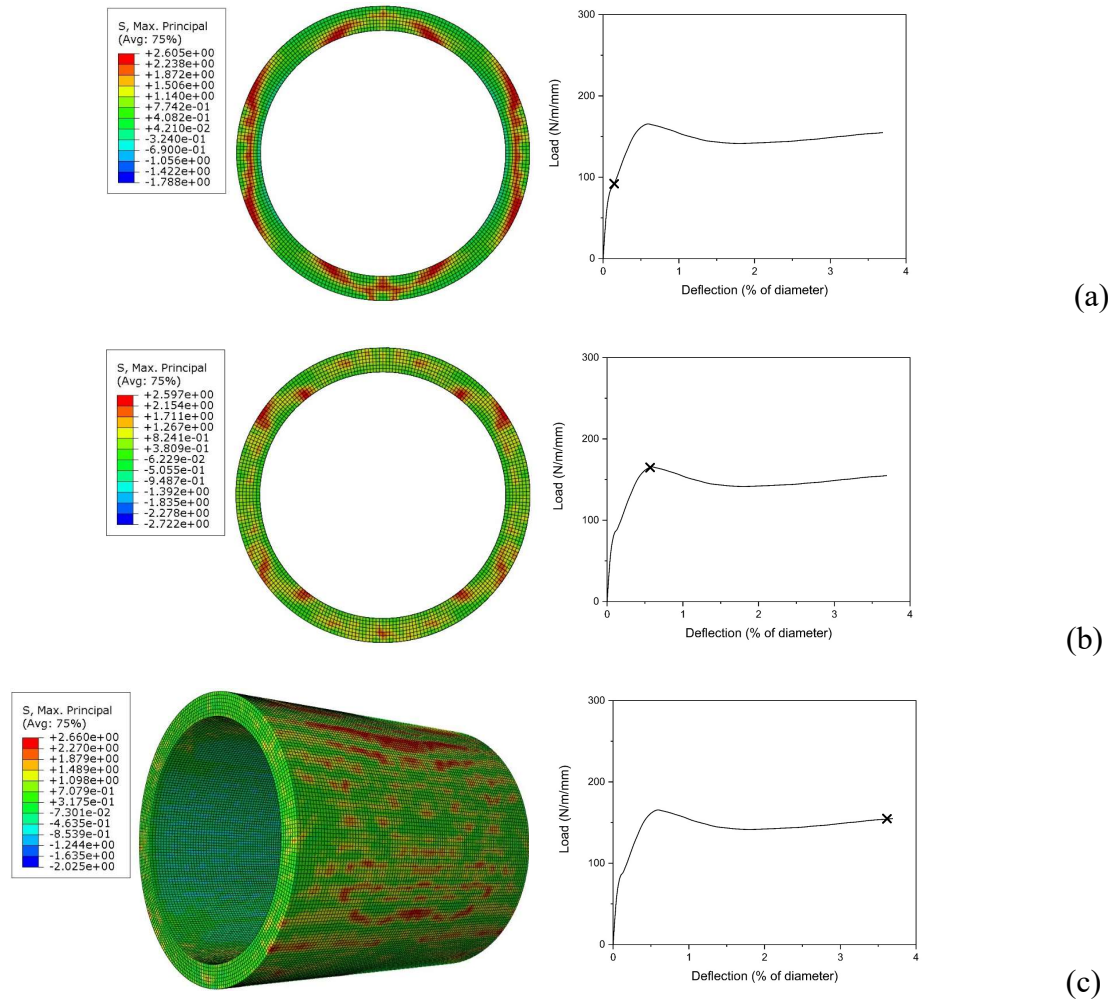 S, Max. Principal
(Avg: 75%)
+2.605e+00
+2.238e+00
+1.872e+00
+1.506e+00
+1.140e+00
+7.742e-01
+4.082e-01
+4.210e-02
-3.240e-01
-6.900e-01
-1.056e+00
-1.422e+00
-1.788e+00
300
200
100
0
Load (N/m/mm)
0 1 2 3 4
Deflection (% of diameter)
(a)
S, Max. Principal
(Avg: 75%)
+2.597e+00
+2.154e+00
+1.711e+00
+1.267e+00
+8.241e-01
+3.809e-01
-6.229e-02
-5.055e-01
-9.487e-01
-1.392e+00
-1.835e+00
-2.278e+00
-2.722e+00
300
200
100
0
Load (N/m/mm)
0 1 2 3 4
Deflection (% of diameter)
(b)
S, Max. Principal
(Avg: 75%)
+2.660e+00
+2.270e+00
+1.879e+00
+1.489e+00
+1.098e+00
+7.079e-01
+3.175e-01
-7.301e-02
-4.635e-01
-8.539e-01
-1.244e+00
-1.635e+00
-2.025e+00
300
200
100
0
Load (N/m/mm)
0 1 2 3 4
Deflection (% of diameter)
(c)